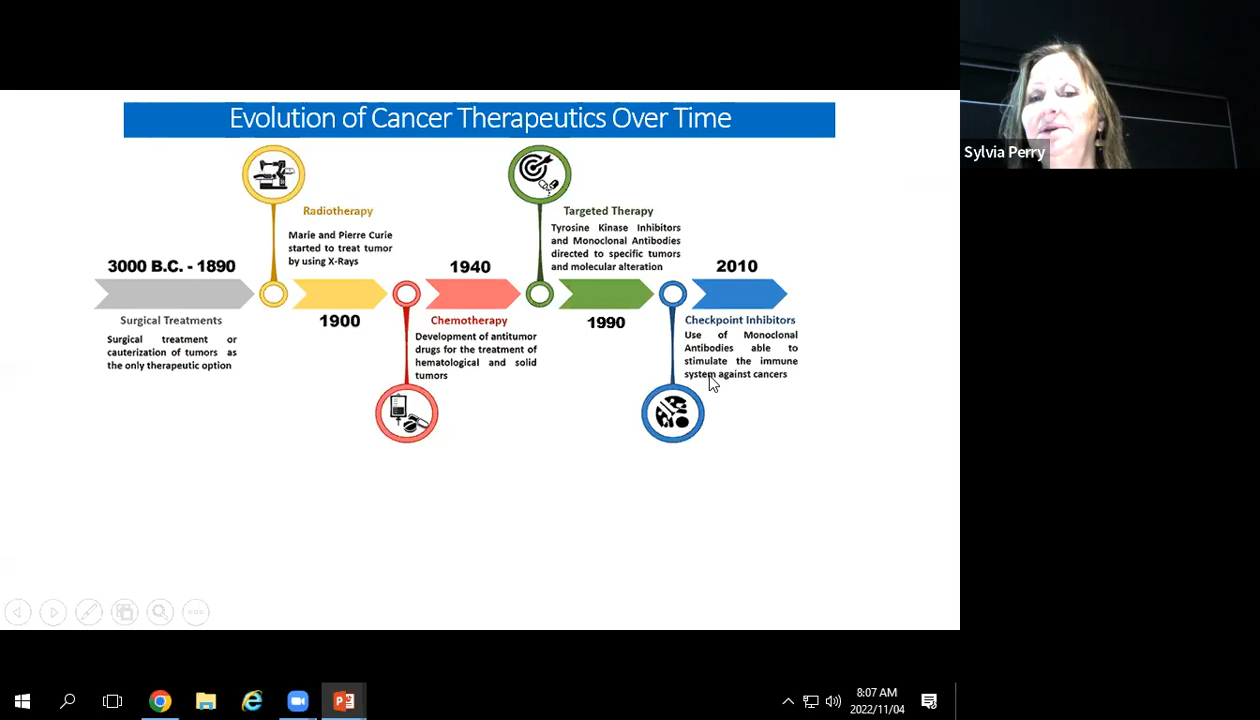 Evolution of Cancer Therapeutics Over Time
Sylvia Perry
Radiotherapy
Marie and Pierre Curie
started to treat tumor
by using X-Rays
Targeted Therapy
Tyrosine Kinase Inhibitors
and Monoclonal Antibodies
directed to specific tumors
and molecular alteration
3000 B.C. - 1890
1940
2010
Surgical Treatments
Surgical treatment or
cauterization of tumors as
the only therapeutic option
1900
Chemotherapy
Development of antitumor
drugs for the treatment of
hematological and solid
tumors
1990
Checkpoint Inhibitors
Use of Monoclonal
Antibodies able to
stimulate the immune
system against cancers
8:07 AM
2022/11/04